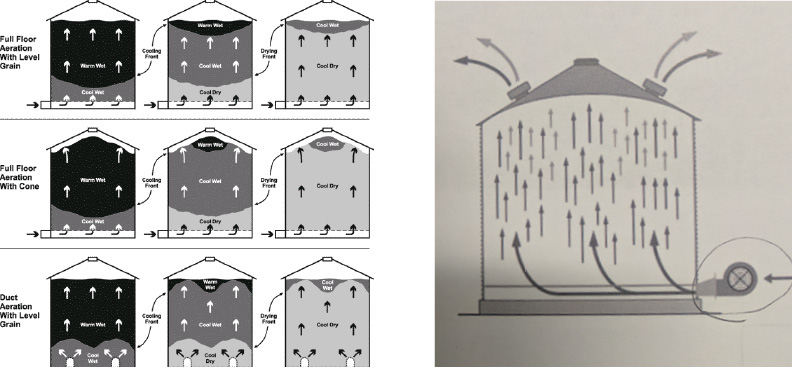 Full Floor
Aeration
With Level
Grain
Warm Wet
Cool Wet
Cooling
Front
Warm Wet
Cool Wet
Cool Dry
Drying
Front
Cool Wet
Cool Dry
Full Floor
Aeration
With Cone
Warm Wet
Cool Wet
Cooling
Front
Warm Wet
Cool Wet
Cool Dry
Drying
Front
Cool Wet
Cool Dry
Duct
Aeration
With Level
Grain
Warm Wet
Cool
Wet
Cooling
Front
Warm
Wet
Cool Wet
Cool
Dry
Drying
Front
Cool
Wet
Cool Dry